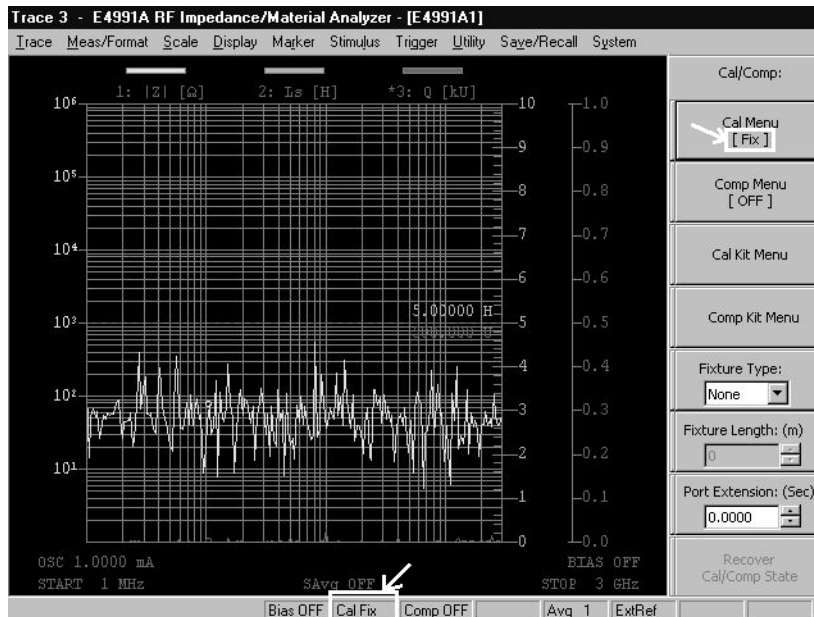 Trace 3 - E4991A RF Impedance/Material Analyzer - [E4991A1]
Trace Meas/Format Scale Display Marker Stimulus Trigger Utility Save/Recall System
1: |Z| [Ω] 2: Ls [H] *3: Q [kU]
10⁶ 10 1.0
9 0.9
10⁵ 8 0.8
7 0.7
10⁴ 6 0.6
5.00000 H
10³ 5 0.5
4 0.4
10² 3 0.3
2 0.2
10¹ 1 0.1
0 0.0
OSC 1.0000 mA BIAS OFF
START 1 MHz SAvg OFF STOP 3 GHz
Cal/Comp:
Cal Menu
[ Fix ]
Comp Menu
[ OFF ]
Cal Kit Menu
Comp Kit Menu
Fixture Type:
None
Fixture Length: (m)
0
Port Extension: (Sec)
0.0000
Recover
Cal/Comp State
Bias OFF Cal Fix Comp OFF Avg 1 ExtRef